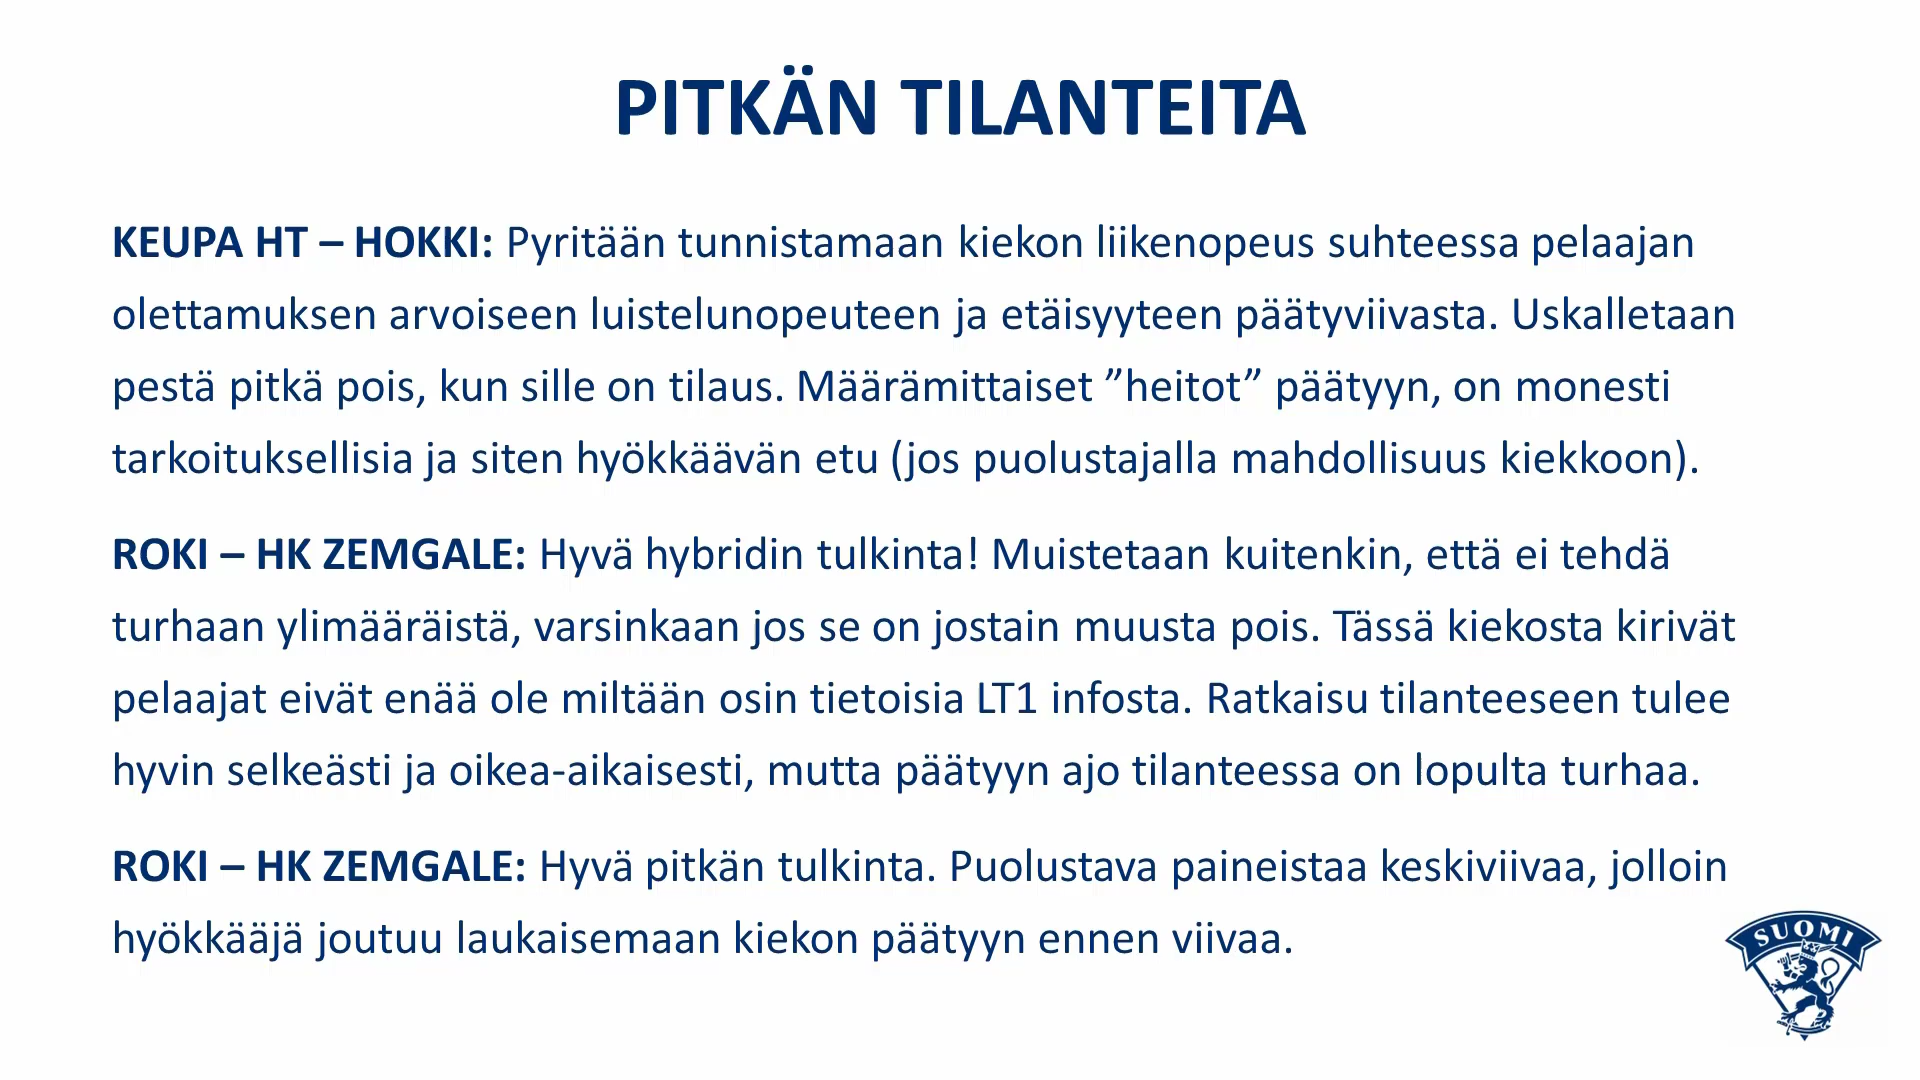 PITKÄN TILANTEITA
KEUPA HT – HOKKI: Pyritään tunnistamaan kiekon liikenopeus suhteessa pelaajan
olettamuksen arvoiseen luistelunopeuteen ja etäisyyteen päätyviivasta. Uskalletaan
pestä pitkä pois, kun sille on tilaus. Määrämittaiset ”heitot” päätyyn, on monesti
tarkoituksellisia ja siten hyökkäävän etu (jos puolustajalla mahdollisuus kiekkoon).
ROKI – HK ZEMGALE: Hyvä hybridin tulkinta! Muistetaan kuitenkin, että ei tehdä
turhaan ylimääräistä, varsinkaan jos se on jostain muusta pois. Tässä kiekosta kirivät
pelaajat eivät enää ole miltään osin tietoisia LT1 infosta. Ratkaisu tilanteeseen tulee
hyvin selkeästi ja oikea-aikaisesti, mutta päätyyn ajo tilanteessa on lopulta turhaa.
ROKI – HK ZEMGALE: Hyvä pitkän tulkinta. Puolustava paineistaa keskiviivaa, jolloin
hyökkääjä joutuu laukaisemaan kiekon päätyyn ennen viivaa.
SUOMI